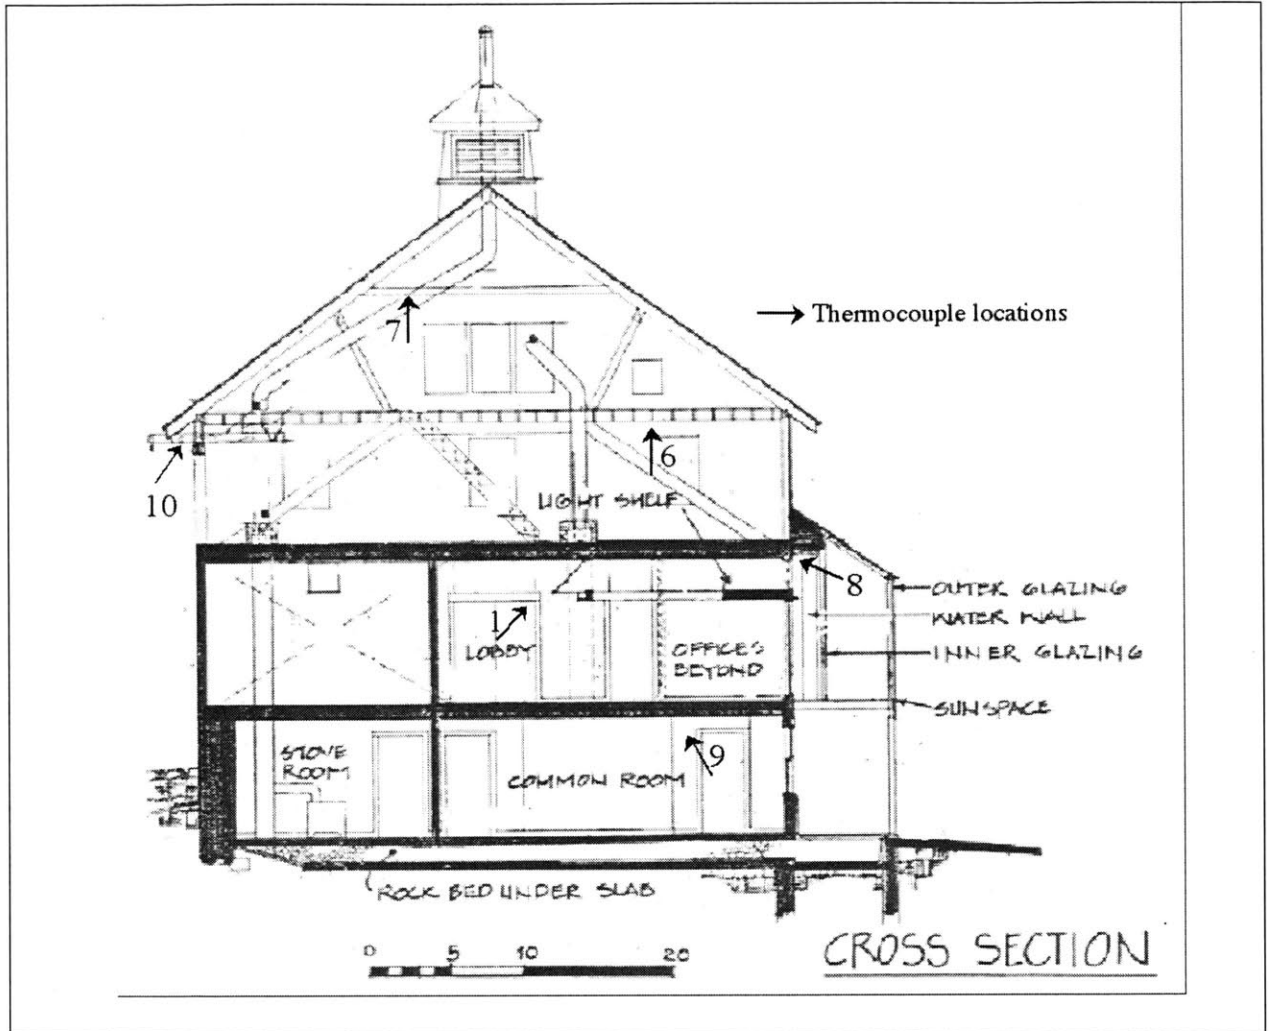 7
Thermocouple locations
10
6
LIGHT SHELF
8
1
LOBBY
OFFICES
BEYOND
OUTER GLAZING
WATER WALL
INNER GLAZING
SUNSPACE
STOVE
ROOM
9
COMMON ROOM
ROCK BED UNDER SLAB
0 5 10 20
CROSS SECTION